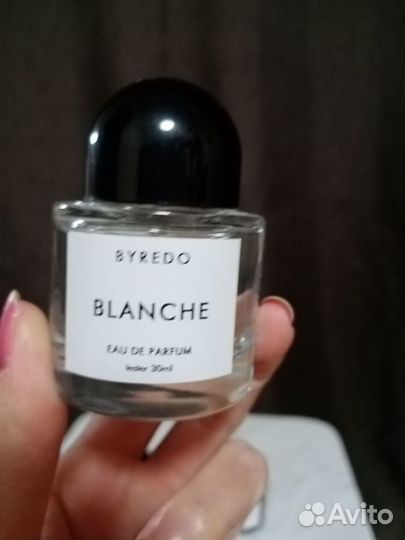 BYREDO
BLANCHE
EAU DE PARFUM
tester 30ml
Avito